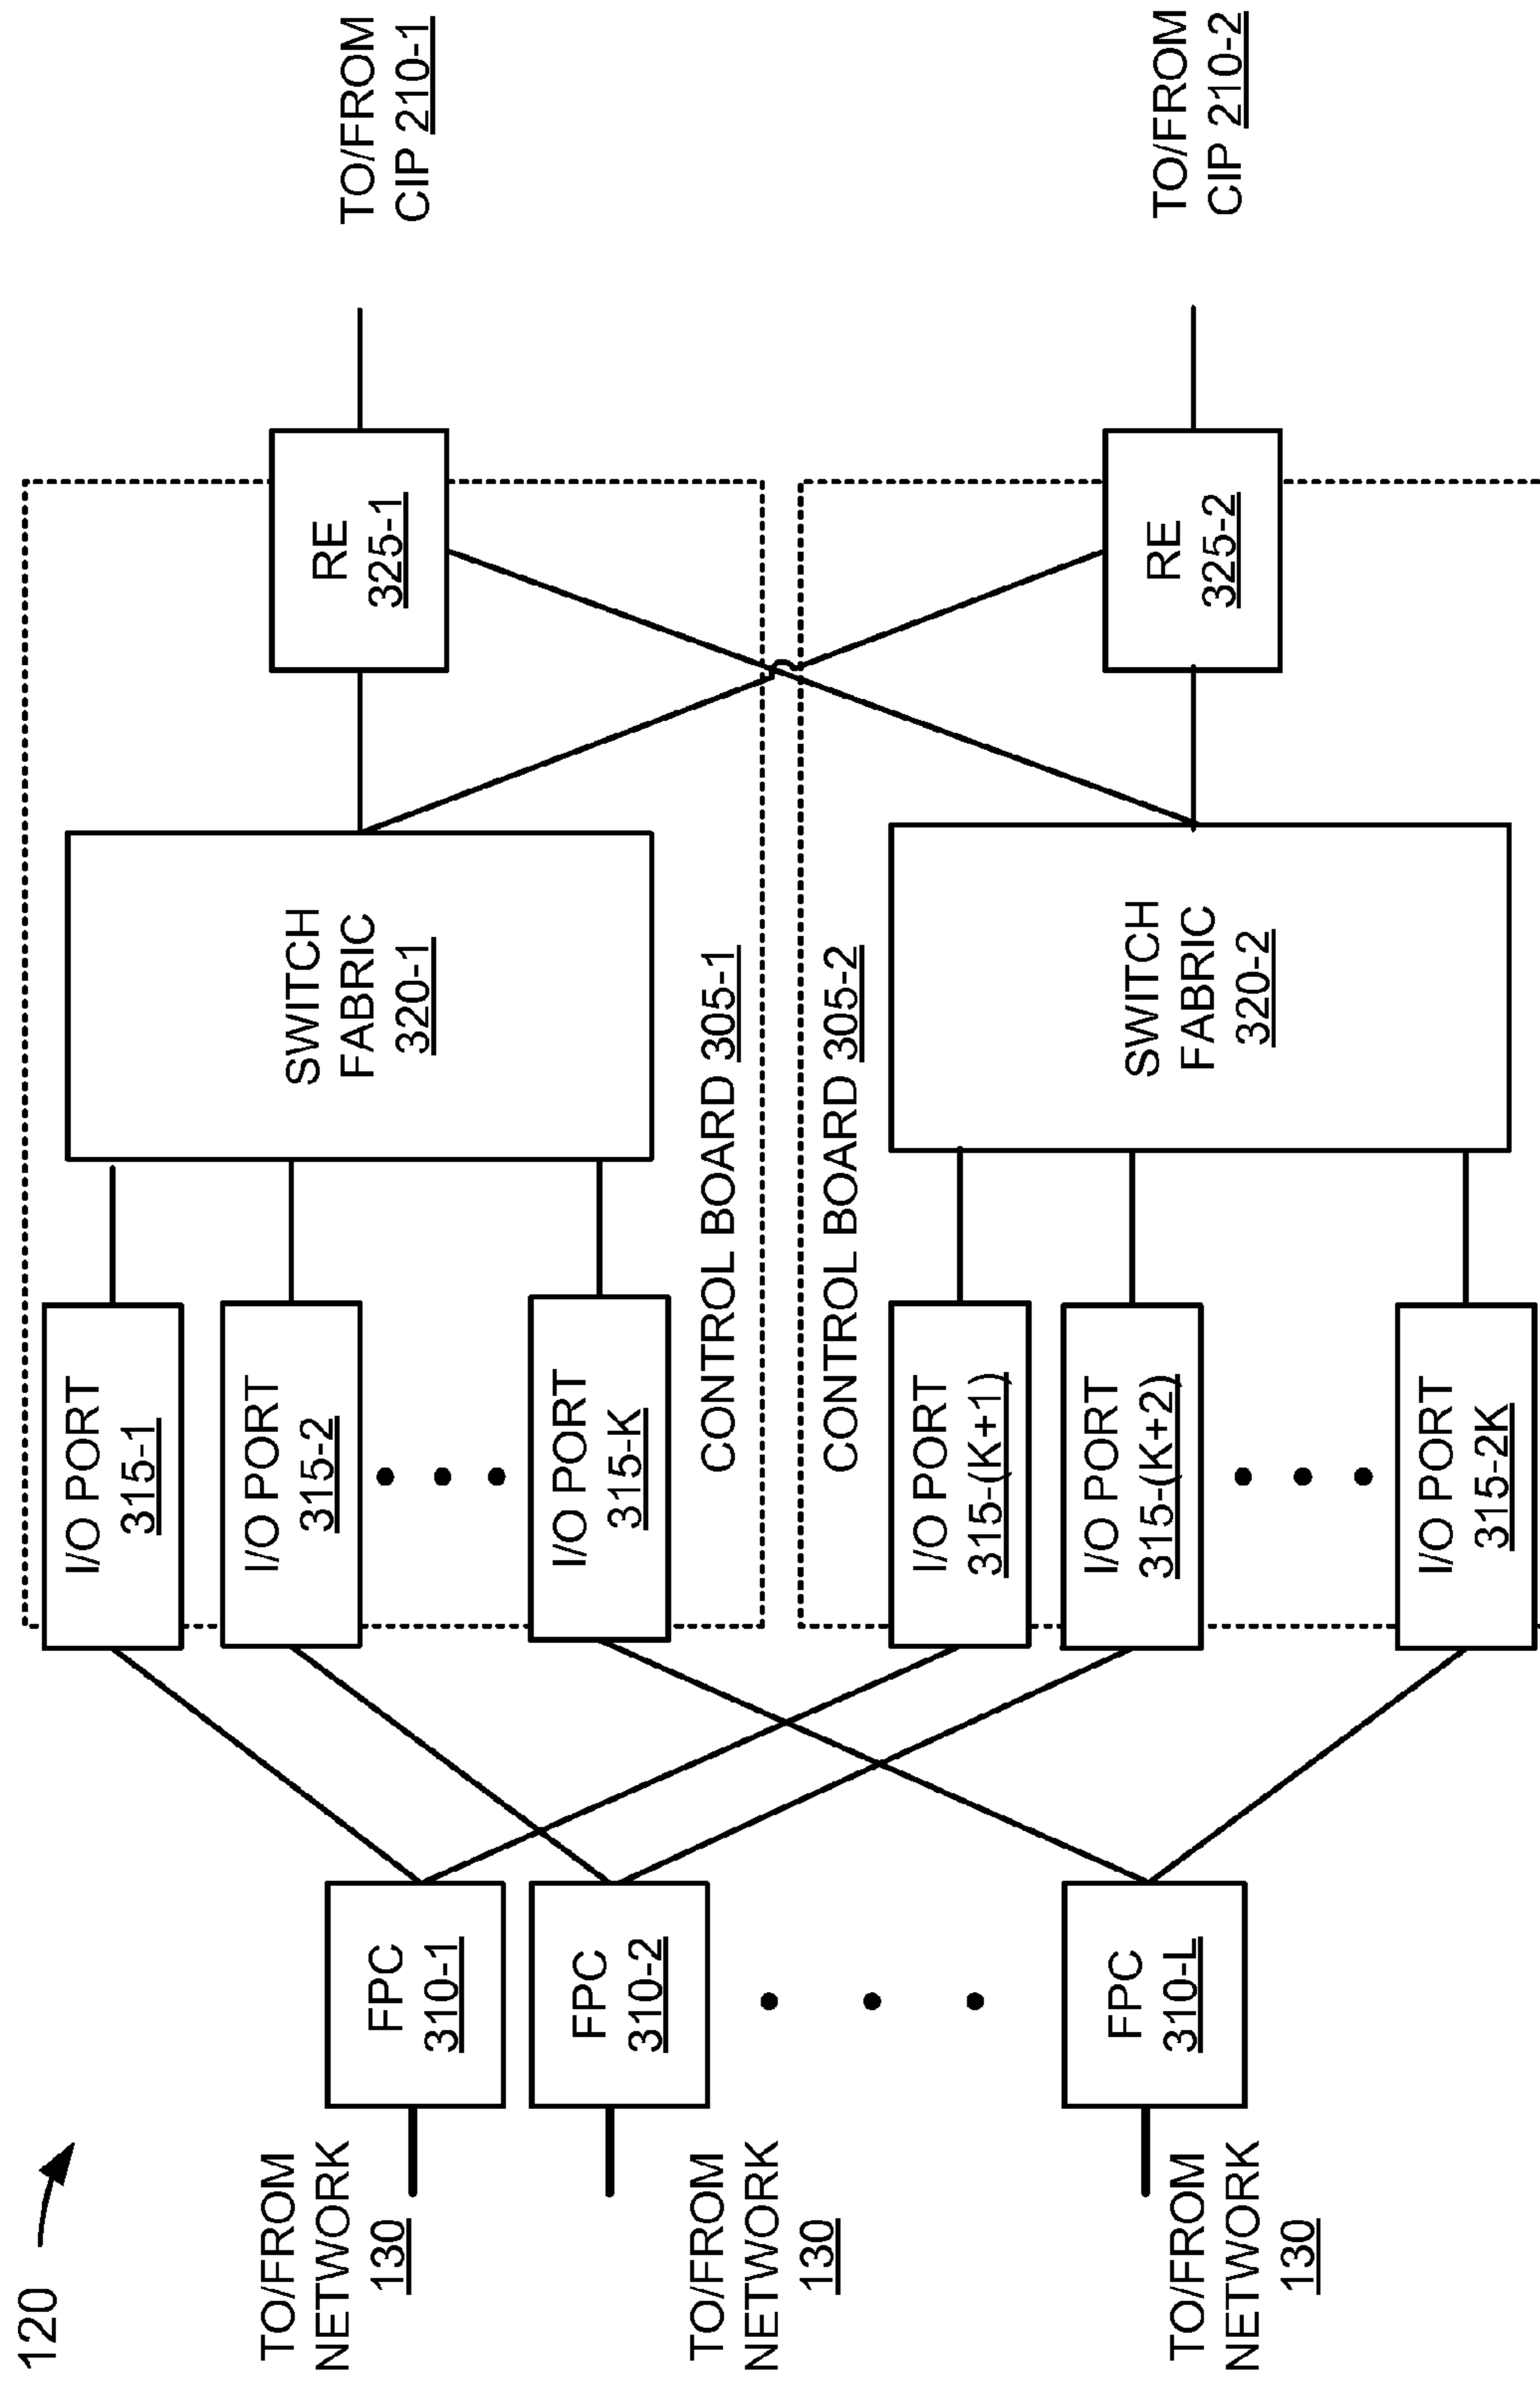 120
TO/FROM
NETWORK
130
TO/FROM
NETWORK
130
TO/FROM
NETWORK
130
FPC
310-1
FPC
310-2
FPC
310-L
I/O PORT
315-1
I/O PORT
315-2
I/O PORT
315-K
CONTROL BOARD 305-1
CONTROL BOARD 305-2
I/O PORT
315-(K+1)
I/O PORT
315-(K+2)
I/O PORT
315-2K
SWITCH
FABRIC
320-1
SWITCH
FABRIC
320-2
RE
325-1
RE
325-2
TO/FROM
CIP 210-1
TO/FROM
CIP 210-2